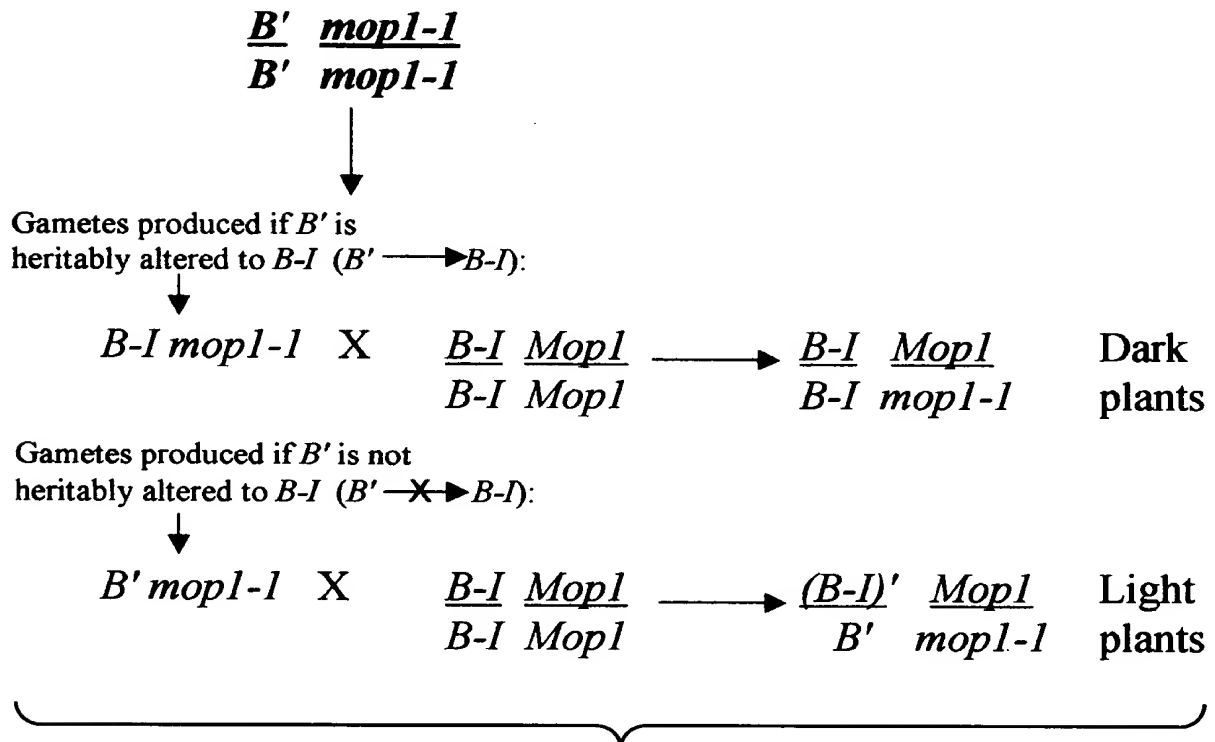 B' mop1-1
B' mop1-1
Gametes produced if B' is
heritably altered to B-I (B' → B-I):
B-I mop1-1 X B-I Mop1 → B-I Mop1 Dark
B-I Mop1 B-I mop1-1 plants
Gametes produced if B' is not
heritably altered to B-I (B' -X→ B-I):
B' mop1-1 X B-I Mop1 → (B-I)' Mop1 Light
B-I Mop1 B' mop1-1 plants